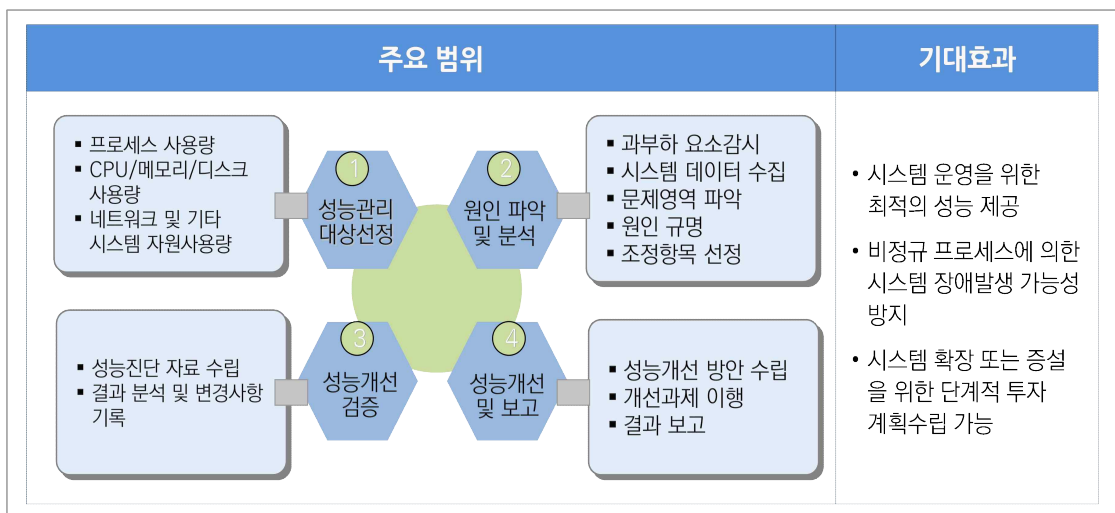 주요 범위
기대효과
▪ 프로세스 사용량
▪ CPU/메모리/디스크
사용량
▪ 네트워크 및 기타
시스템 자원사용량
1
성능관리
대상선정
2
원인 파악
및 분석
▪ 과부하 요소감시
▪ 시스템 데이터 수집
▪ 문제영역 파악
▪ 원인 규명
▪ 조정항목 선정
▪ 성능진단 자료 수립
▪ 결과 분석 및 변경사항
기록
3
성능개선
검증
4
성능개선
및 보고
▪ 성능개선 방안 수립
▪ 개선과제 이행
▪ 결과 보고
• 시스템 운영을 위한
최적의 성능 제공
• 비정규 프로세스에 의한
시스템 장애발생 가능성
방지
• 시스템 확장 또는 증설
을 위한 단계적 투자
계획수립 가능